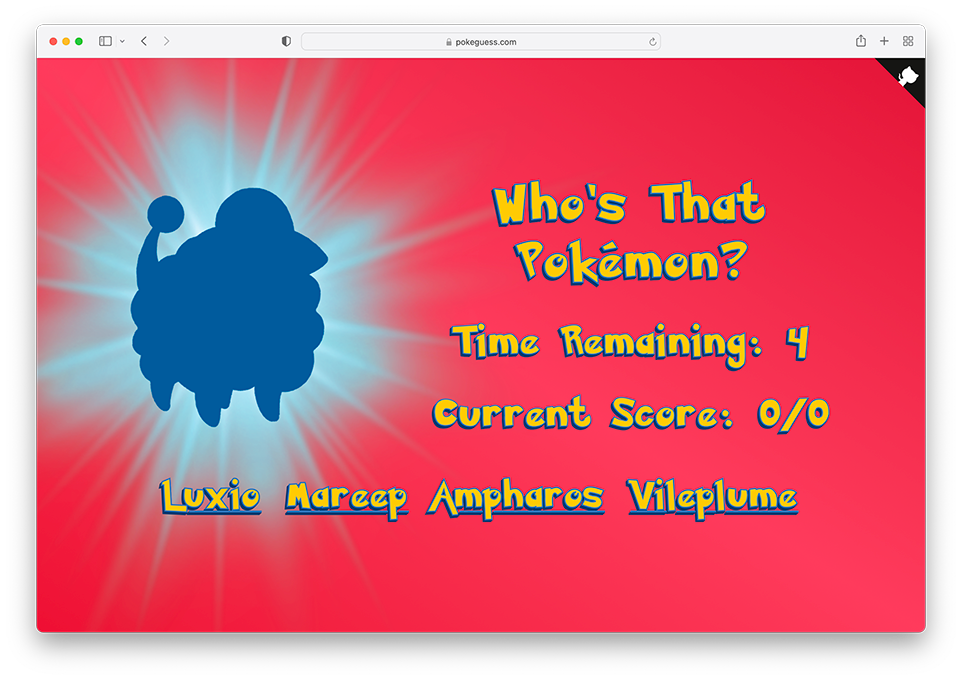 pokeguess.com
Who's That
Pokémon?
Time Remaining: 4
Current Score: 0/0
Luxio Mareep Ampharos Vileplume